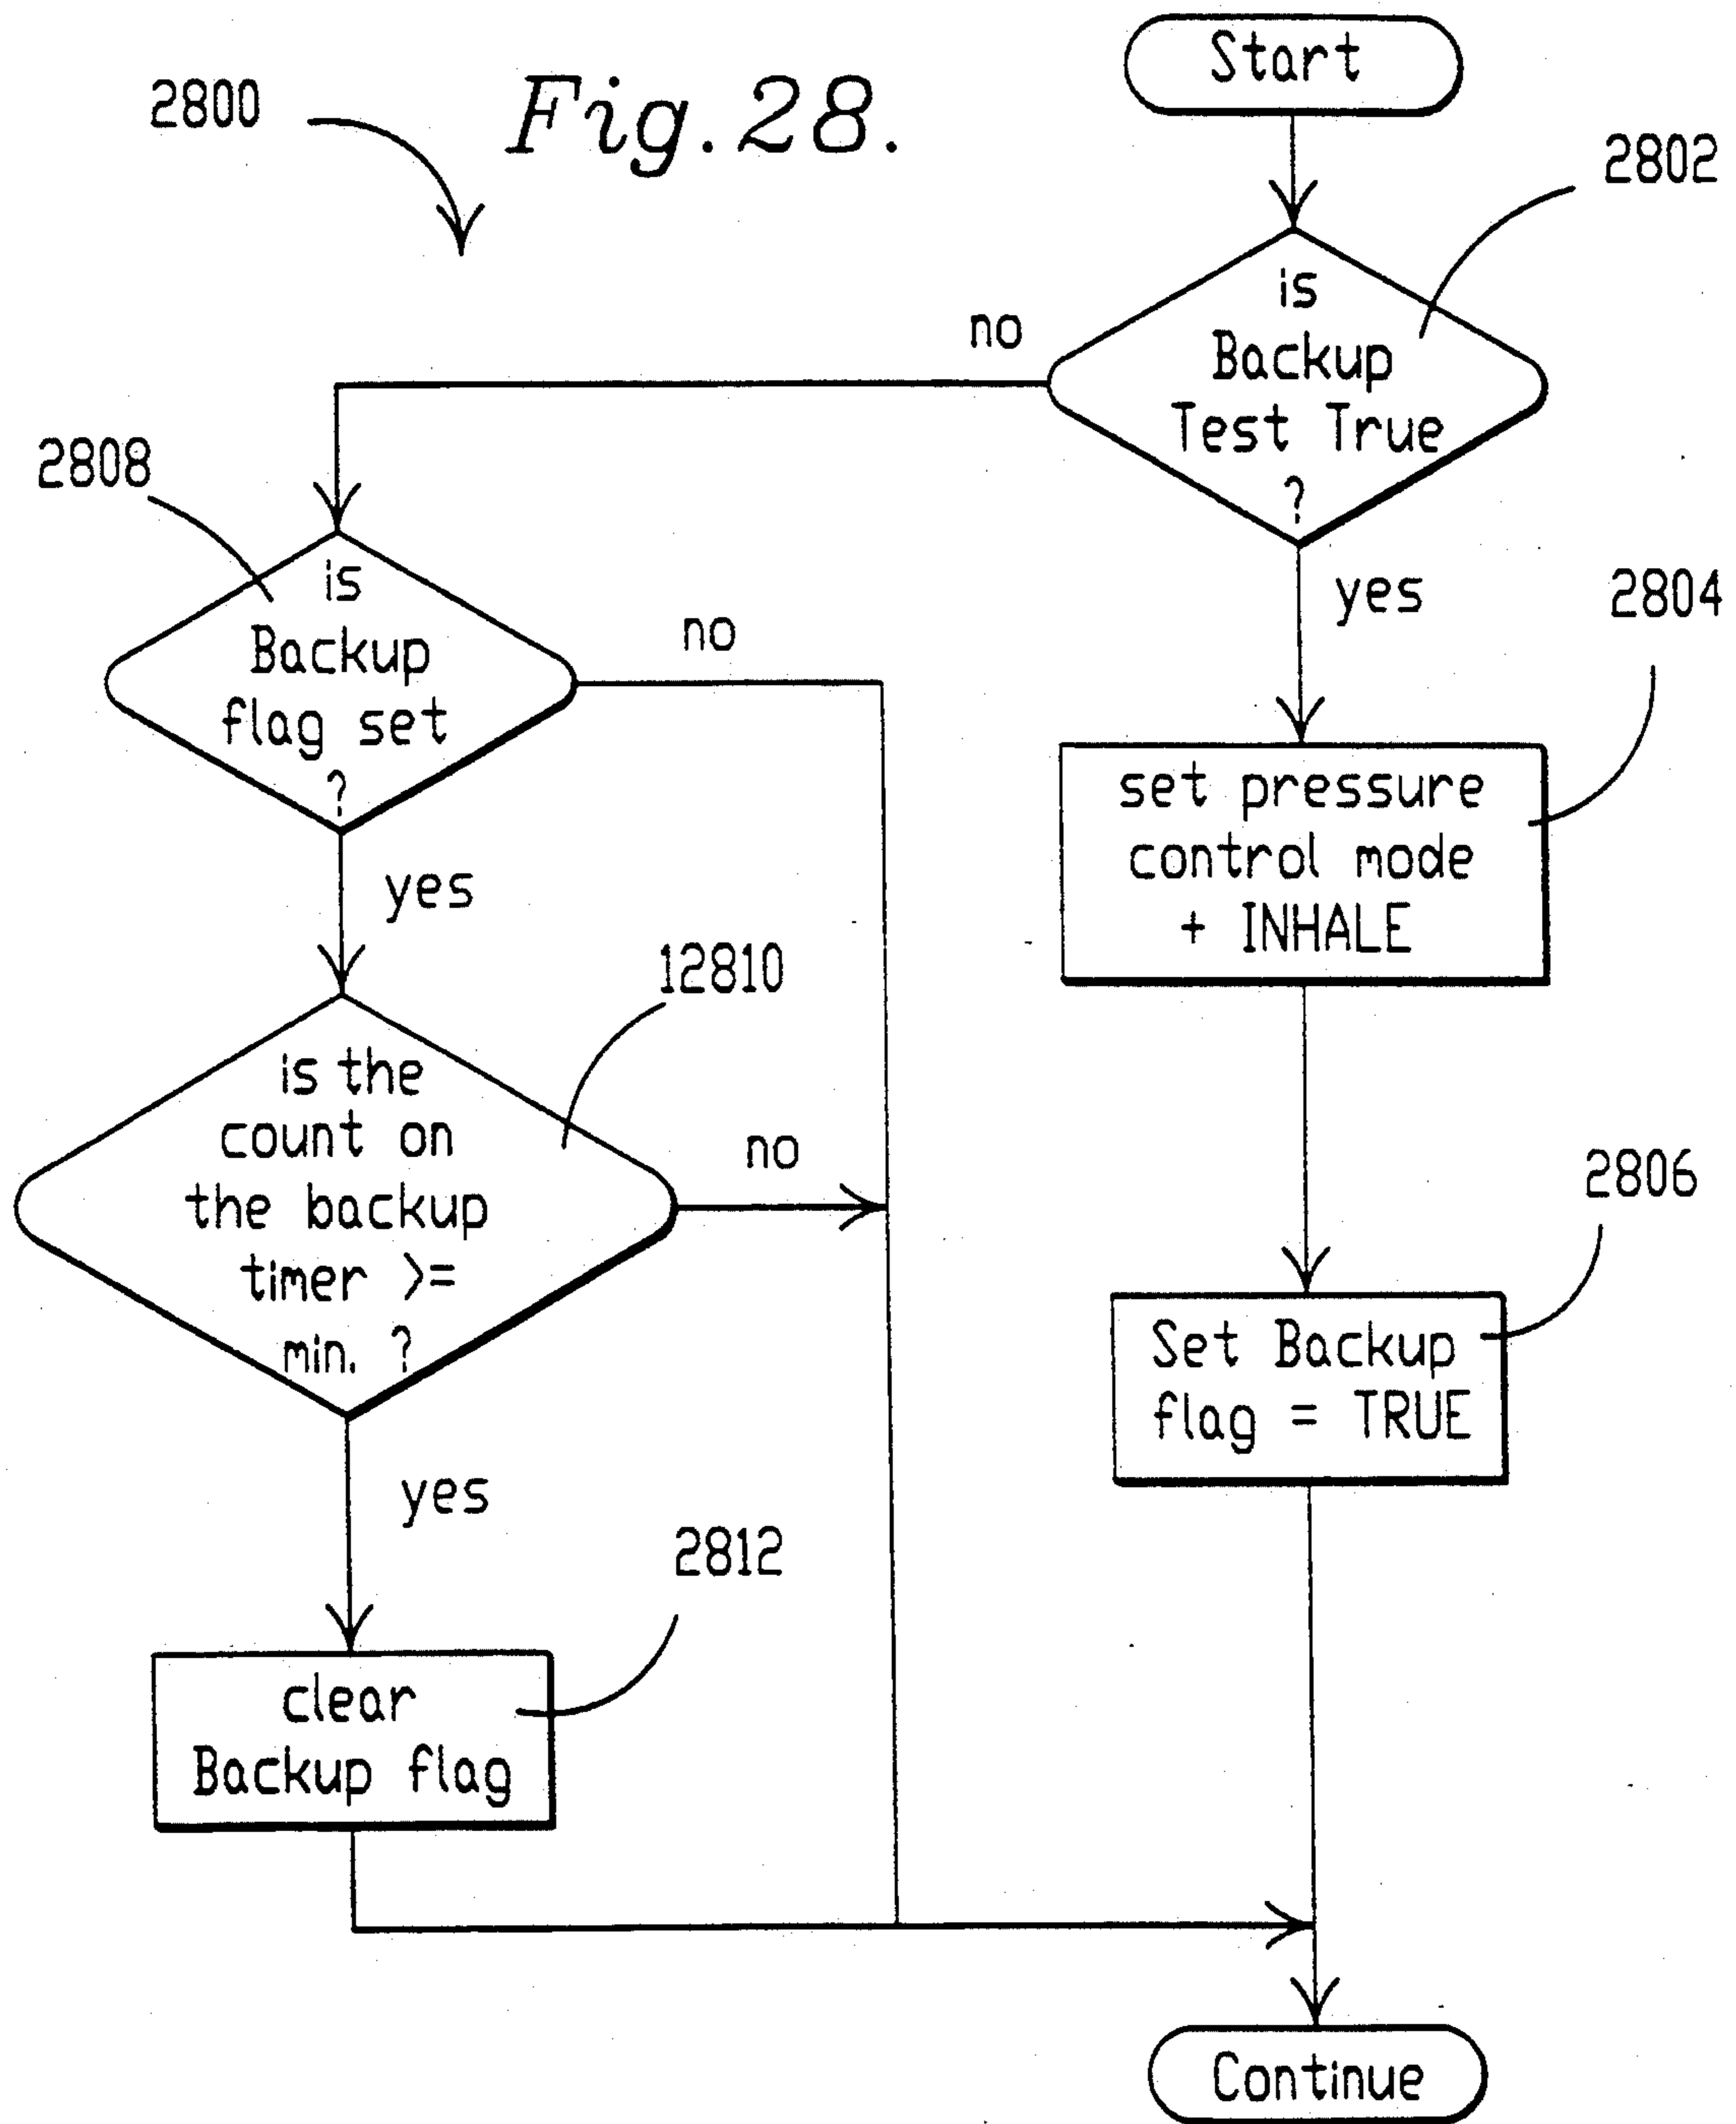 2800
Fig. 28.
Start
2802
is
Backup
Test True
?
no
yes
2808
is
Backup
flag set
?
no
yes
2804
set pressure
control mode
+ INHALE
12810
is the
count on
the backup
timer >=
min. ?
no
yes
2806
Set Backup
flag = TRUE
2812
clear
Backup flag
Continue